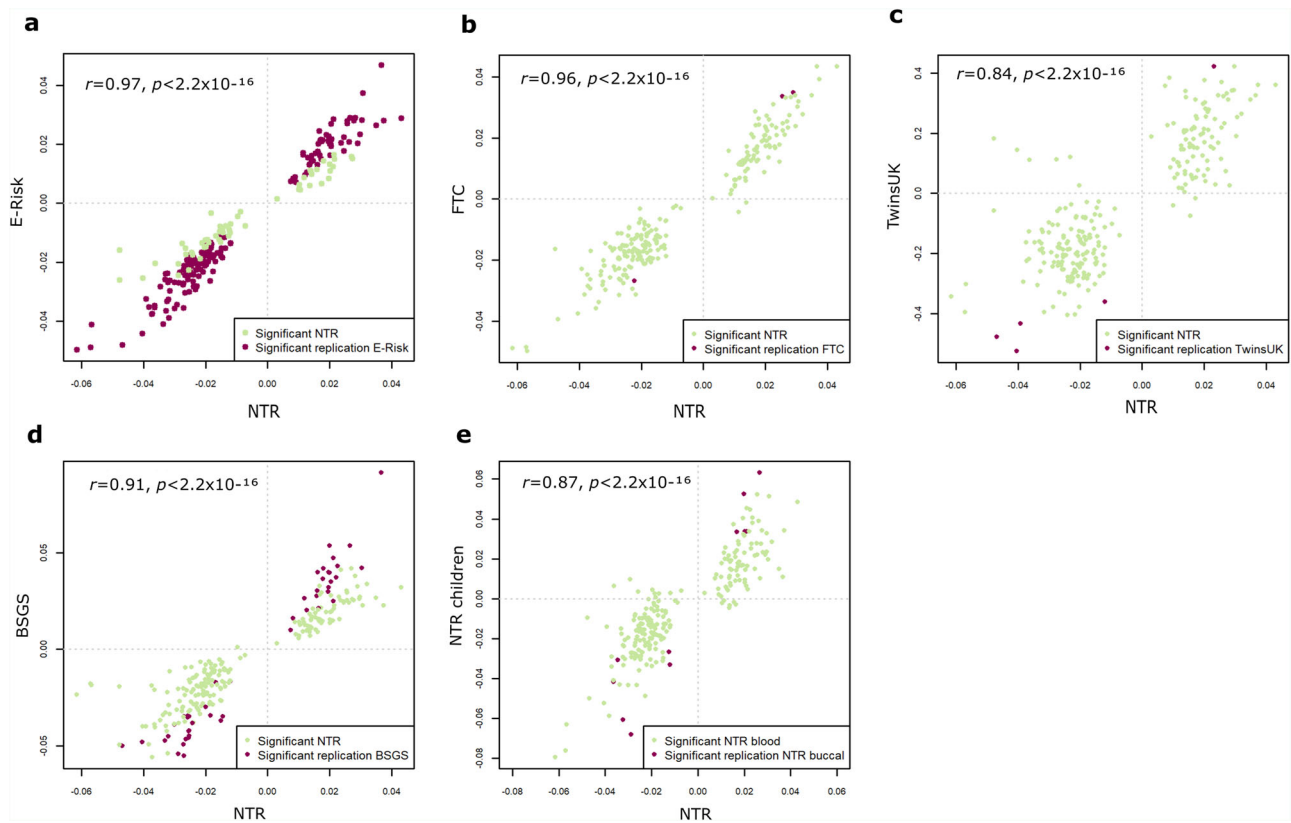 a
r=0.97, p<2.2x10-16
E-Risk
0.04
0.02
0.00
-0.02
-0.04
Significant NTR
Significant replication E-Risk
-0.06 -0.04 -0.02 0.00 0.02 0.04
NTR
b
r=0.96, p<2.2x10-16
FTC
0.04
0.02
0.00
-0.02
-0.04
Significant NTR
Significant replication FTC
-0.06 -0.04 -0.02 0.00 0.02 0.04
NTR
c
r=0.84, p<2.2x10-16
TwinsUK
0.4
0.2
0.0
-0.2
-0.4
Significant NTR
Significant replication TwinsUK
-0.06 -0.04 -0.02 0.00 0.02 0.04
NTR
d
r=0.91, p<2.2x10-16
BSGS
0.05
0.00
-0.05
Significant NTR
Significant replication BSGS
-0.06 -0.04 -0.02 0.00 0.02 0.04
NTR
e
r=0.87, p<2.2x10-16
NTR children
0.06
0.04
0.02
0.00
-0.02
-0.04
-0.06
-0.08
Significant NTR blood
Significant replication NTR buccal
-0.08 -0.06 -0.04 -0.02 0.00 0.02 0.04 0.06
NTR